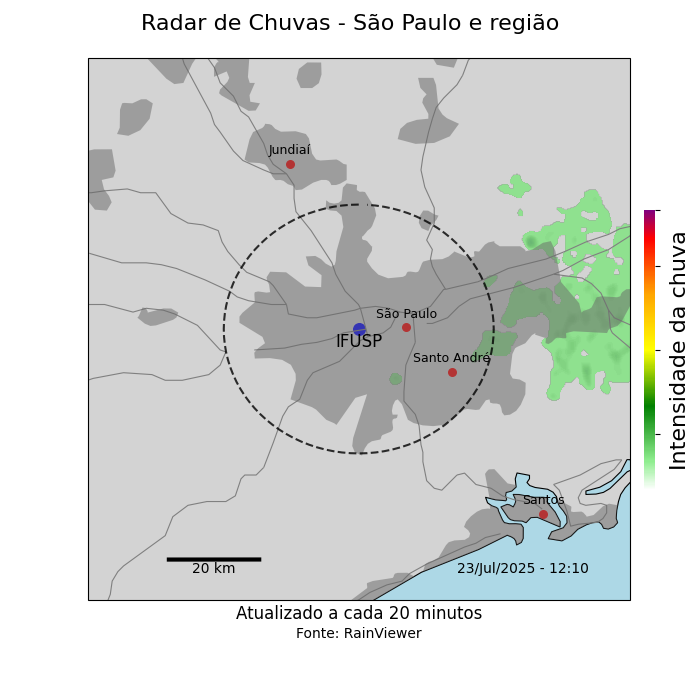 Radar de Chuvas - São Paulo e região
Jundiaí
São Paulo
IFUSP
Santo André
Intensidade da chuva
Santos
20 km
23/Jul/2025 - 12:10
Atualizado a cada 20 minutos
Fonte: RainViewer